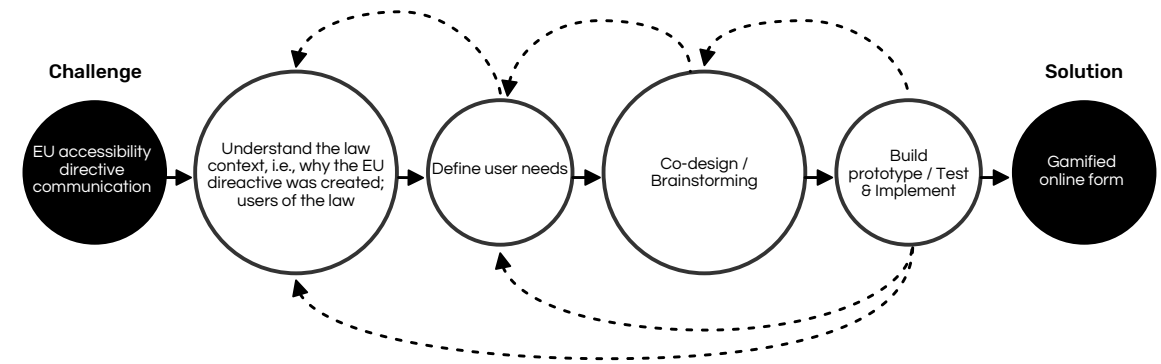 Challenge
EU accessibility
directive
communication
Understand the law
context, i.e., why the EU
direactive was created;
users of the law
Define user needs
Co-design /
Brainstorming
Build
prototype / Test
& Implement
Solution
Gamified
online form